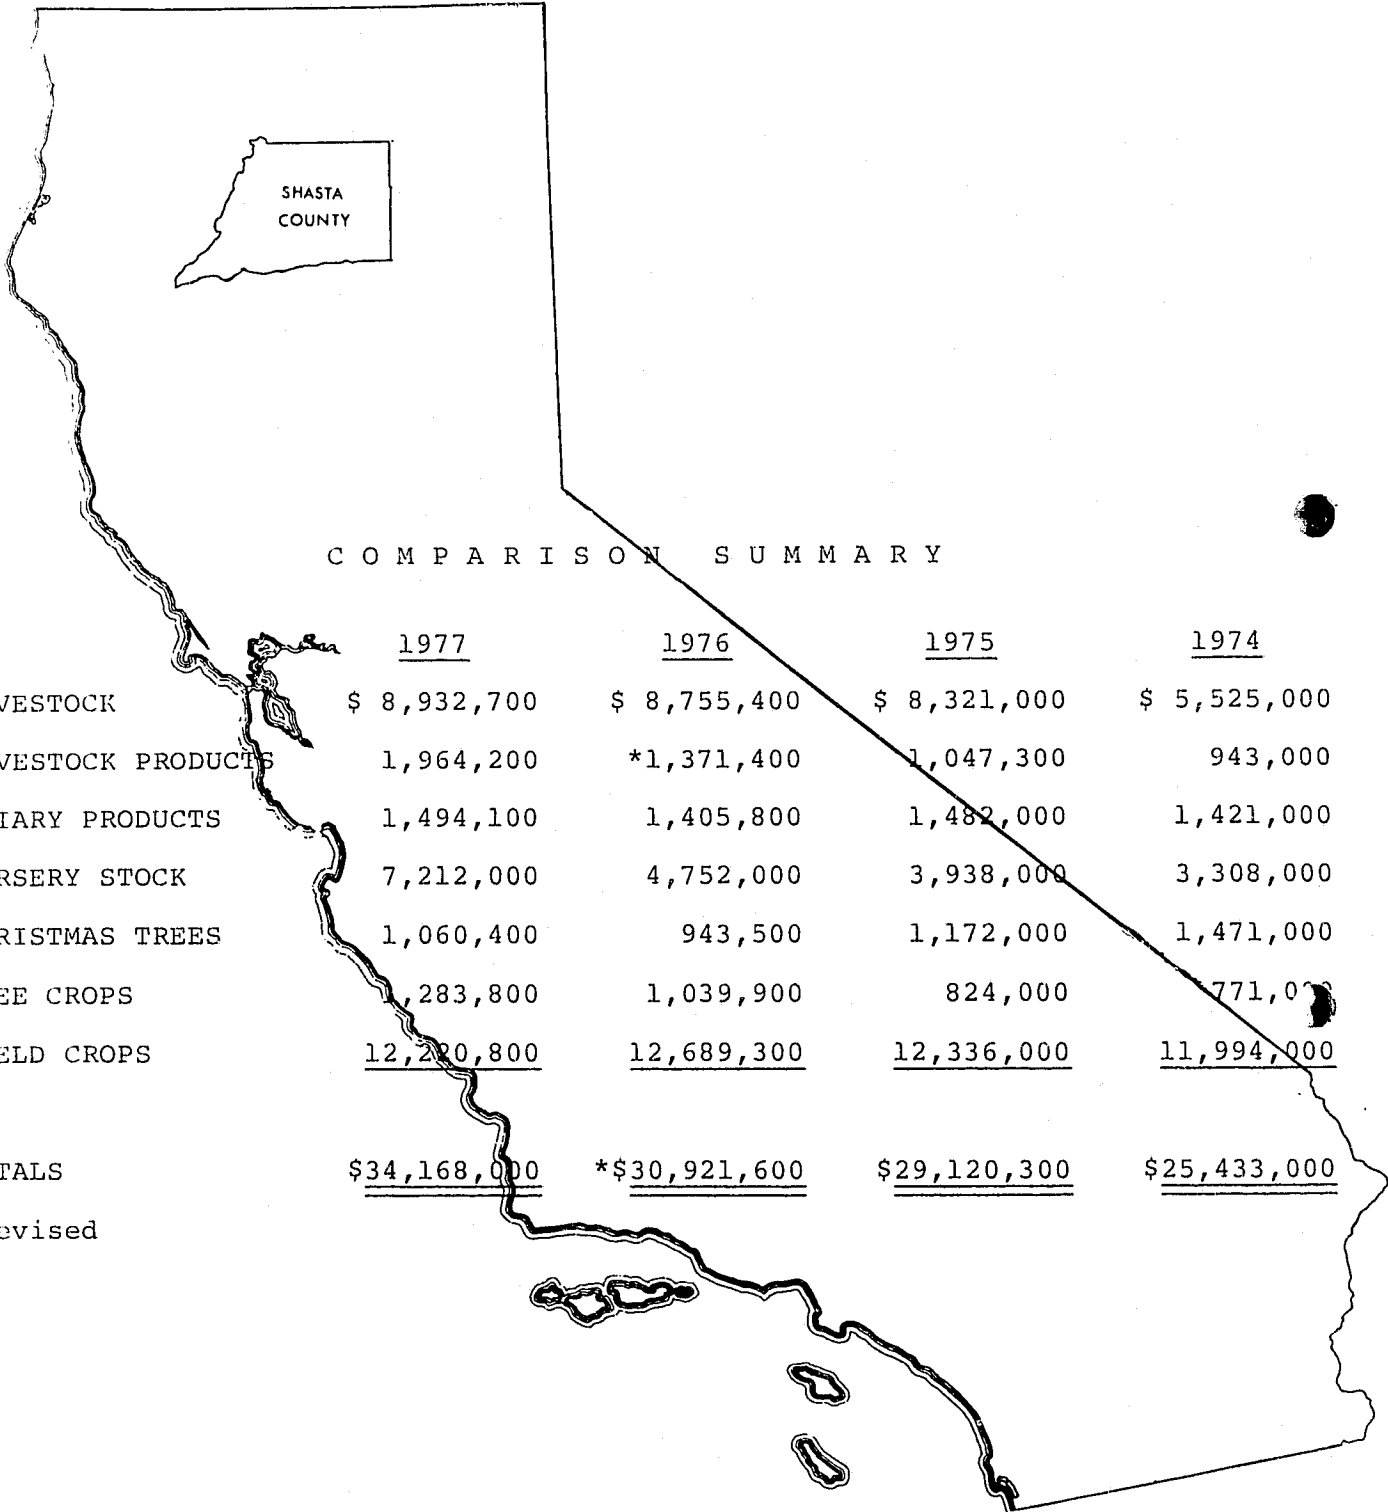 SHASTA
COUNTY
COMPARISON SUMMARY
1977 1976 1975 1974
VESTOCK $ 8,932,700 $ 8,755,400 $ 8,321,000 $ 5,525,000
VESTOCK PRODUCTS 1,964,200 *1,371,400 1,047,300 943,000
IARY PRODUCTS 1,494,100 1,405,800 1,482,000 1,421,000
RSERY STOCK 7,212,000 4,752,000 3,938,000 3,308,000
RISTMAS TREES 1,060,400 943,500 1,172,000 1,471,000
EE CROPS ,283,800 1,039,900 824,000 771,0
ELD CROPS 12,220,800 12,689,300 12,336,000 11,994,000
TALS $34,168,000 *$30,921,600 $29,120,300 $25,433,000
evised